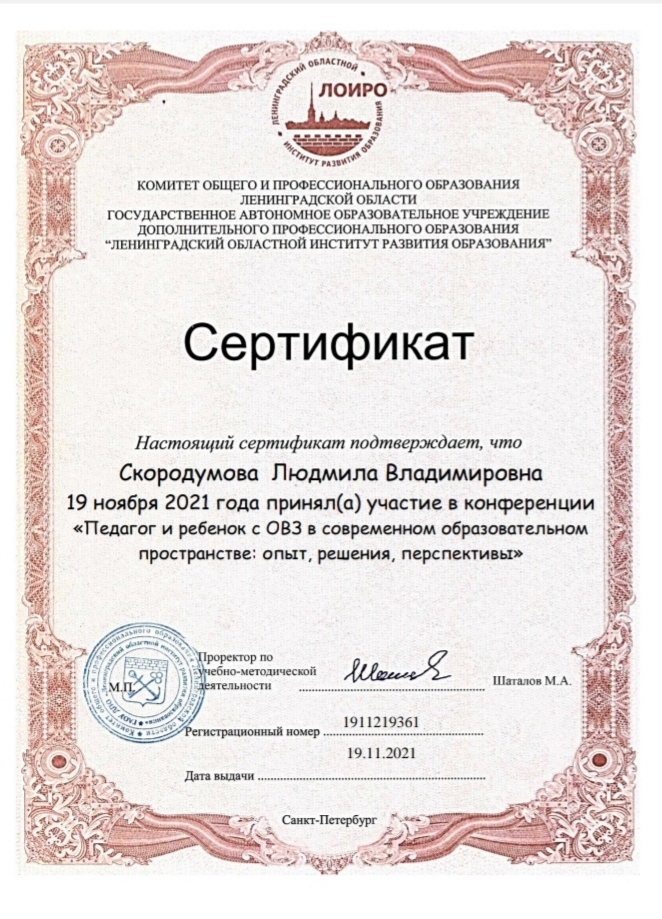 ЛЕНИНГРАДСКИЙ ОБЛАСТНОЙ
ЛОИРО
ИНСТИТУТ РАЗВИТИЯ ОБРАЗОВАНИЯ
КОМИТЕТ ОБЩЕГО И ПРОФЕССИОНАЛЬНОГО ОБРАЗОВАНИЯ
ЛЕНИНГРАДСКОЙ ОБЛАСТИ
ГОСУДАРСТВЕННОЕ АВТОНОМНОЕ ОБРАЗОВАТЕЛЬНОЕ УЧРЕЖДЕНИЕ
ДОПОЛНИТЕЛЬНОГО ПРОФЕССИОНАЛЬНОГО ОБРАЗОВАНИЯ
“ЛЕНИНГРАДСКИЙ ОБЛАСТНОЙ ИНСТИТУТ РАЗВИТИЯ ОБРАЗОВАНИЯ”
Сертификат
Настоящий сертификат подтверждает, что
Скородумова Людмила Владимировна
19 ноября 2021 года принял(а) участие в конференции
«Педагог и ребенок с ОВЗ в современном образовательном
пространстве: опыт, решения, перспективы»
Проректор по
учебно-методической
М.П. деятельности
Шаталов М.А.
1911219361
Регистрационный номер
19.11.2021
Дата выдачи
Санкт-Петербург